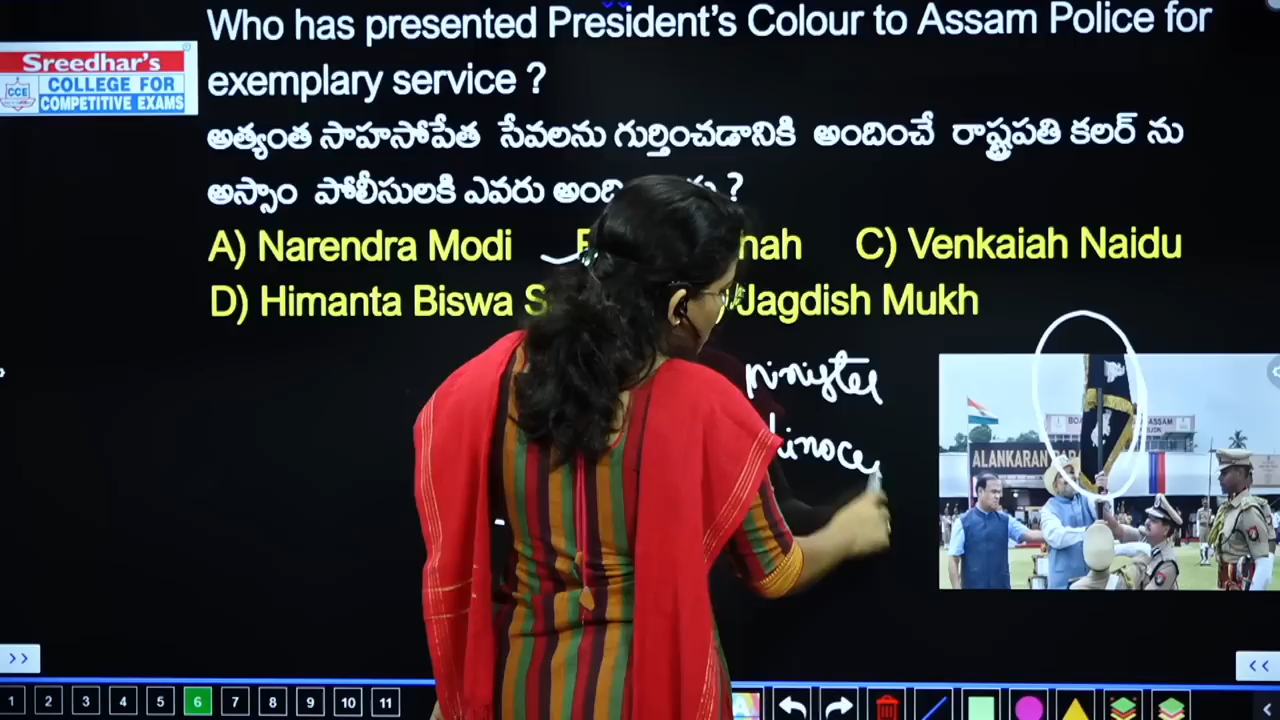 Who has presented President's Colour to Assam Police for
exemplary service ?
Sreedhar's
COLLEGE FOR
CCE
COMPETITIVE EXAMS
అత్యంత సాహసోపేత సేవలను గుర్తించడానికి అందించే రాష్ట్రపతి కలర్ ను
అస్సాం పోలీసులకి ఎవరు ?
A) Narendra Modi C) Venkaiah Naidu
D) Himanta Biswa Jagdish Mukh
ALANKARAN
ASSAM
>> <<
1 2 3 4 5 6 7 8 9 10 11